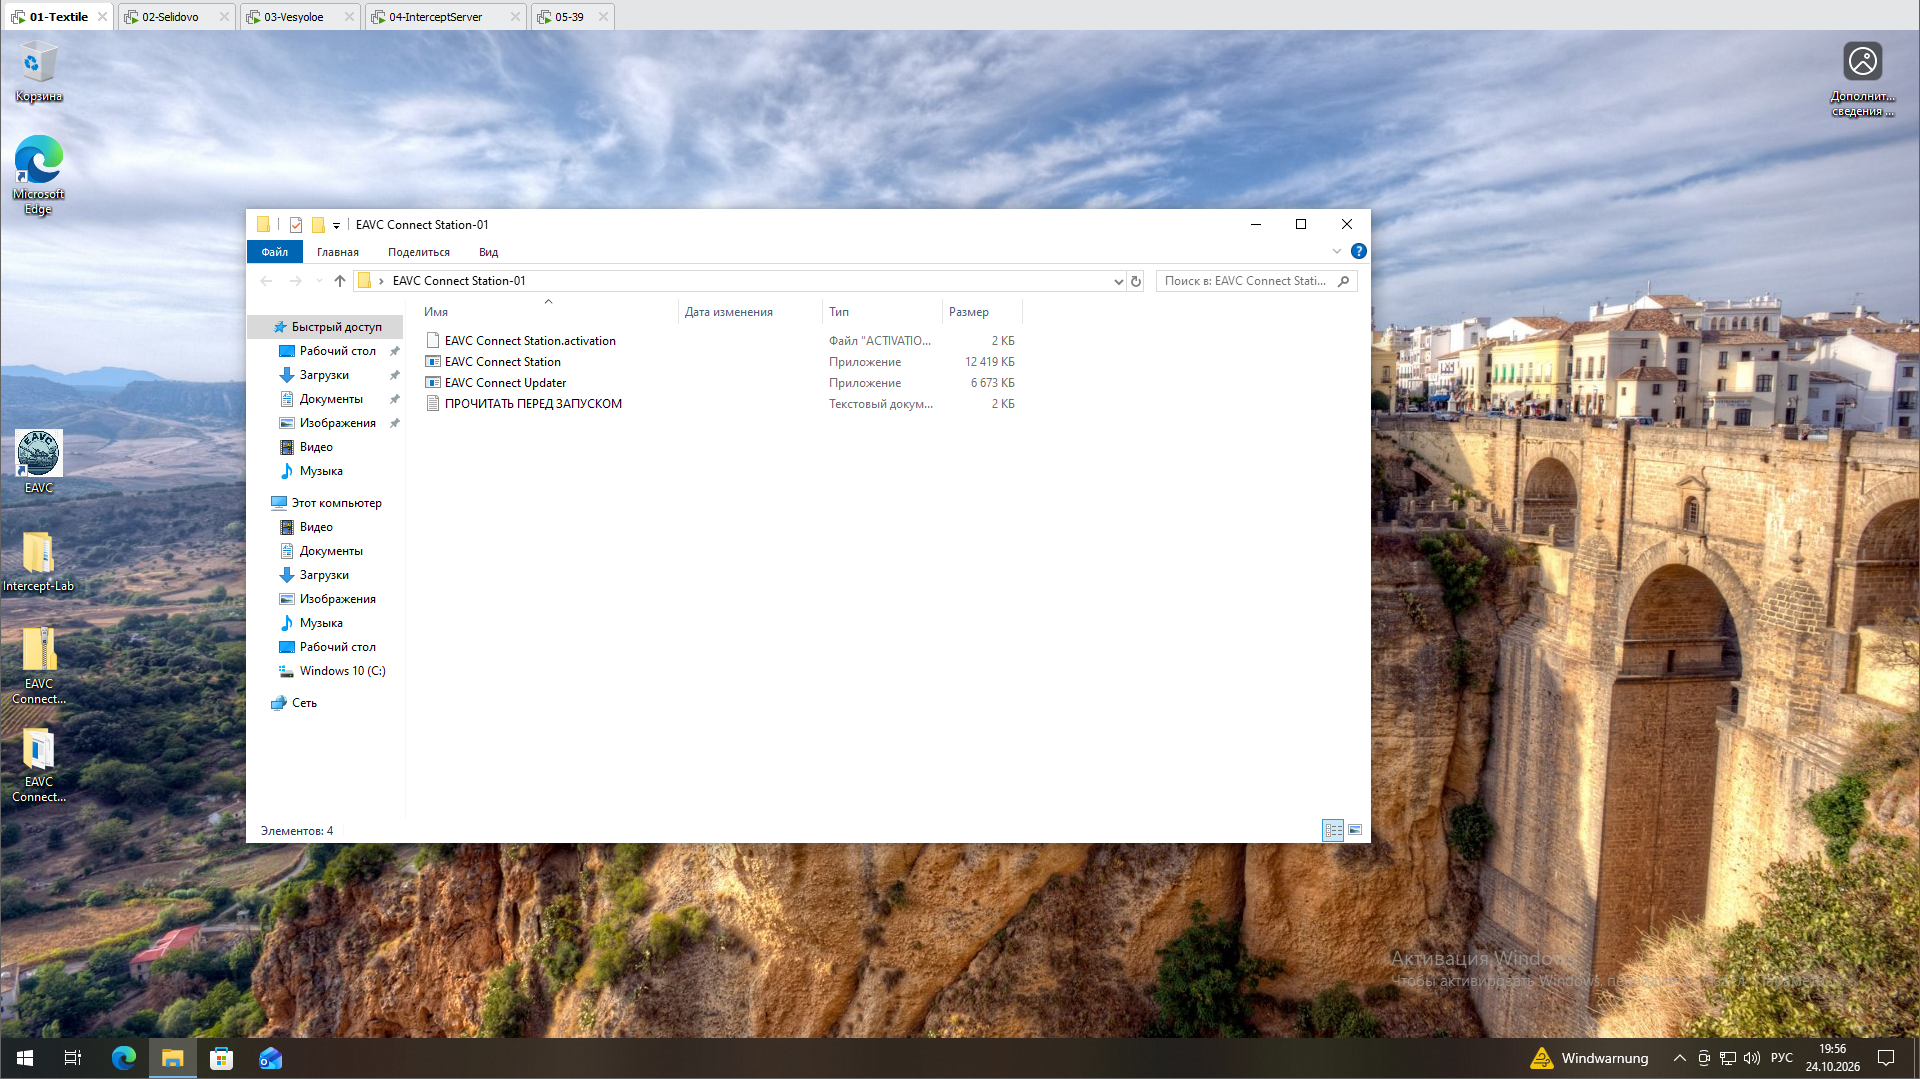 01-Textile
02-Selidovo
03-Vesyoloe
04-InterceptServer
05-39
Корзина
Microsoft Edge
EAVC
Intercept-Lab
EAVC Connect...
EAVC Connect...
Дополнит... сведения ...
EAVC Connect Station-01
Файл
Главная
Поделиться
Вид
EAVC Connect Station-01
Поиск в: EAVC Connect Stati...
Быстрый доступ
Рабочий стол
Загрузки
Документы
Изображения
Видео
Музыка
Этот компьютер
Видео
Документы
Загрузки
Изображения
Музыка
Рабочий стол
Windows 10 (C:)
Сеть
Имя
Дата изменения
Тип
Размер
EAVC Connect Station.activation
Файл "ACTIVATIO...
2 КБ
EAVC Connect Station
Приложение
12 419 КБ
EAVC Connect Updater
Приложение
6 673 КБ
ПРОЧИТАТЬ ПЕРЕД ЗАПУСКОМ
Текстовый докум...
2 КБ
Элементов: 4
Активация Windows
Чтобы активировать Windows,
Windwarnung
РУС
19:56
24.10.2026